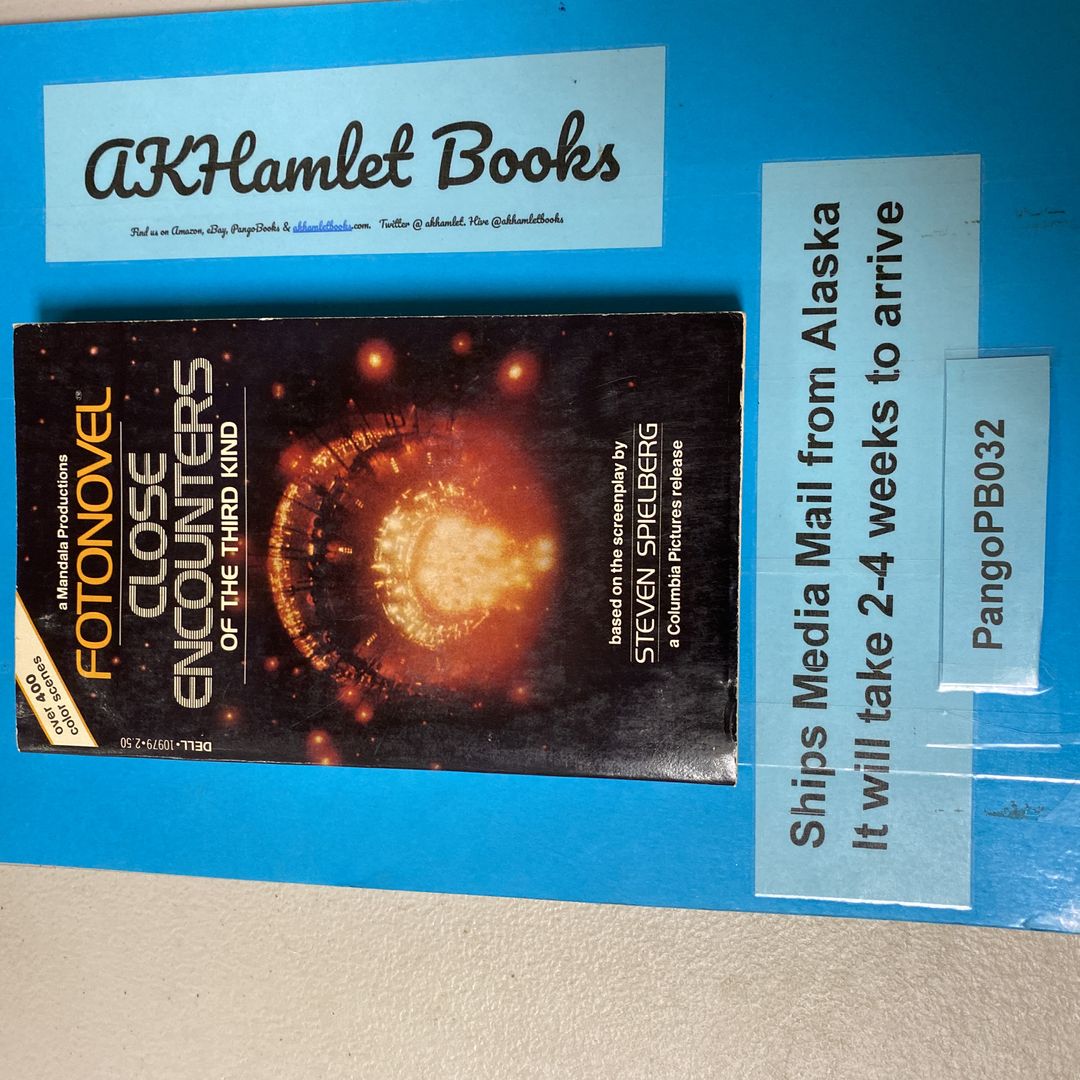 AKHamlet Books
Find us on Amazon, eBay, PangoBooks & akhamletbooks.com. Twitter @ akhamlet. Hive @akhamletbooks
over 400
color scenes
a Mandala Productions
FOTONOVEL®
CLOSE
ENCOUNTERS
OF THE THIRD KIND
DELL • 10979 • 2.50
based on the screenplay by
STEVEN SPIELBERG
a Columbia Pictures release
Ships Media Mail from Alaska
It will take 2-4 weeks to arrive
PangoPB032